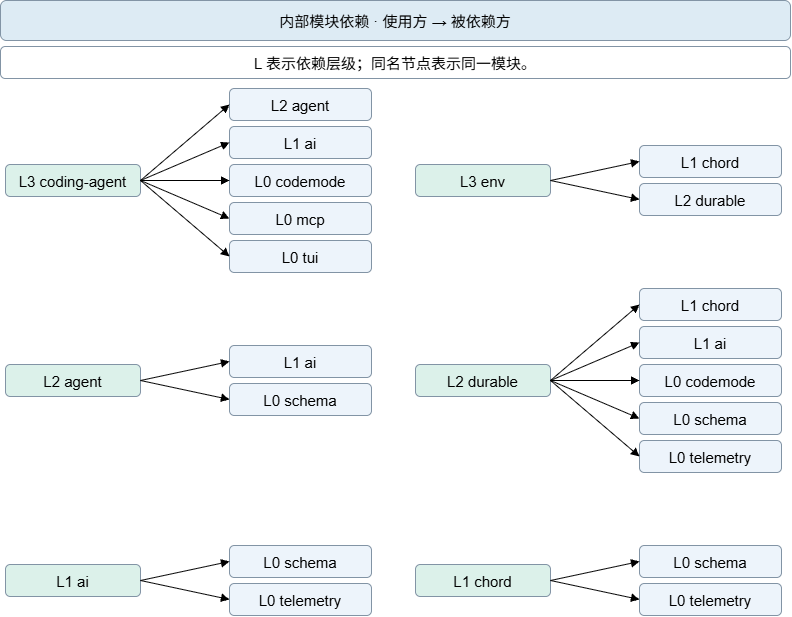 内部模块依赖 · 使用方 → 被依赖方
L 表示依赖层级；同名节点表示同一模块。
L3 coding-agent
L2 agent
L1 ai
L0 codemode
L0 mcp
L0 tui
L3 env
L1 chord
L2 durable
L2 agent
L1 ai
L0 schema
L2 durable
L1 chord
L1 ai
L0 codemode
L0 schema
L0 telemetry
L1 ai
L0 schema
L0 telemetry
L1 chord
L0 schema
L0 telemetry